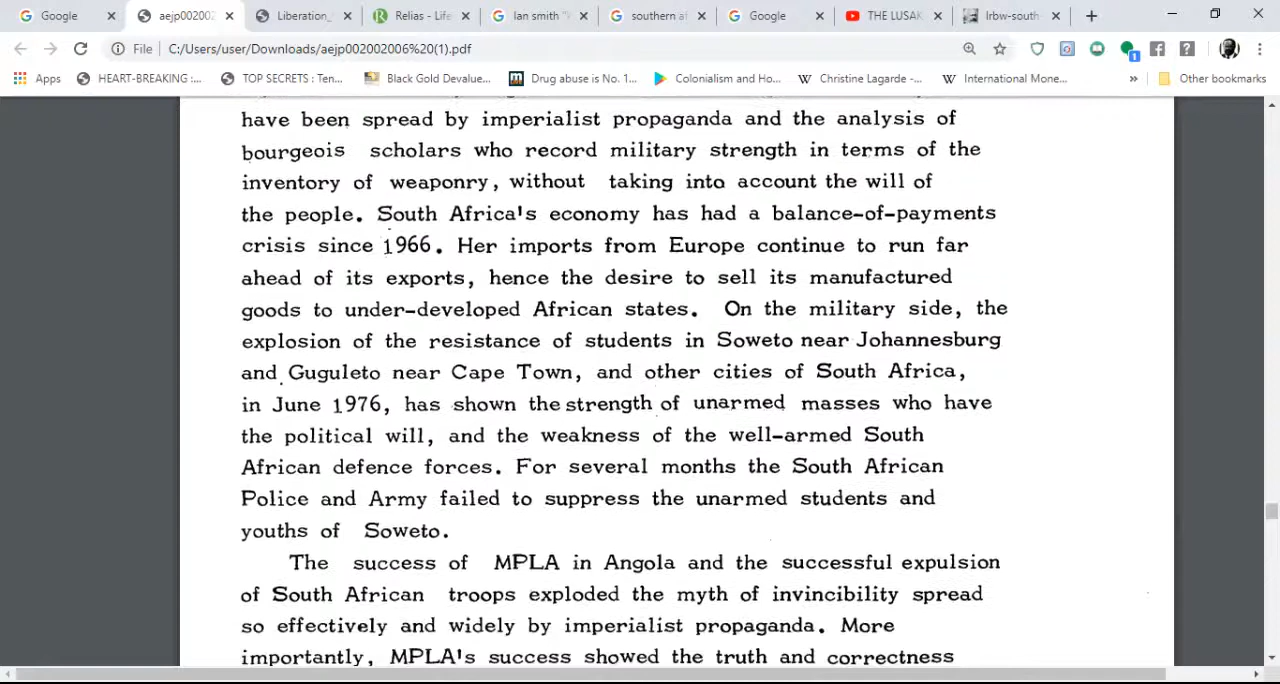 Google
aejp002002
Liberation_
Relias - Life
Ian smith "
southern af
Google
THE LUSAK
lrbw-south-
File
C:/Users/user/Downloads/aejp002002006%20(1).pdf
Apps
HEART-BREAKING :...
TOP SECRETS : Ten...
Black Gold Devalue...
Drug abuse is No. 1...
Colonialism and Ho...
Christine Lagarde -...
International Mone...
»
Other bookmarks
have been spread by imperialist propaganda and the analysis of
bourgeois scholars who record military strength in terms of the
inventory of weaponry, without taking into account the will of
the people. South Africa's economy has had a balance-of-payments
crisis since 1966. Her imports from Europe continue to run far
ahead of its exports, hence the desire to sell its manufactured
goods to under-developed African states. On the military side, the
explosion of the resistance of students in Soweto near Johannesburg
and Guguleto near Cape Town, and other cities of South Africa,
in June 1976, has shown the strength of unarmed masses who have
the political will, and the weakness of the well-armed South
African defence forces. For several months the South African
Police and Army failed to suppress the unarmed students and
youths of Soweto.
The success of MPLA in Angola and the successful expulsion
of South African troops exploded the myth of invincibility spread
so effectively and widely by imperialist propaganda. More
importantly, MPLA's success showed the truth and correctness